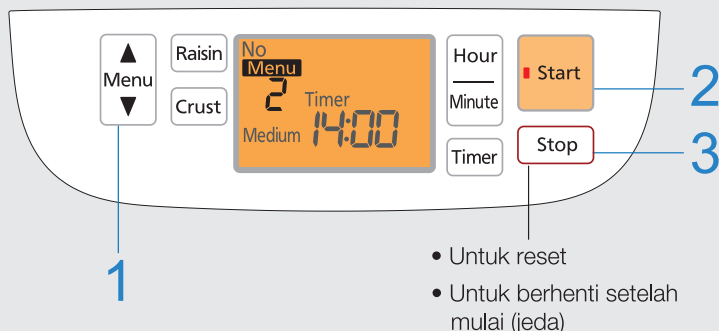 ▲
Menu
▼
Raisin
Crust
No
Menu
2
Timer
Medium 14:00
Hour
Minute
Timer
Start
Stop
1
2
3
• Untuk reset
• Untuk berhenti setelah
mulai (jeda)